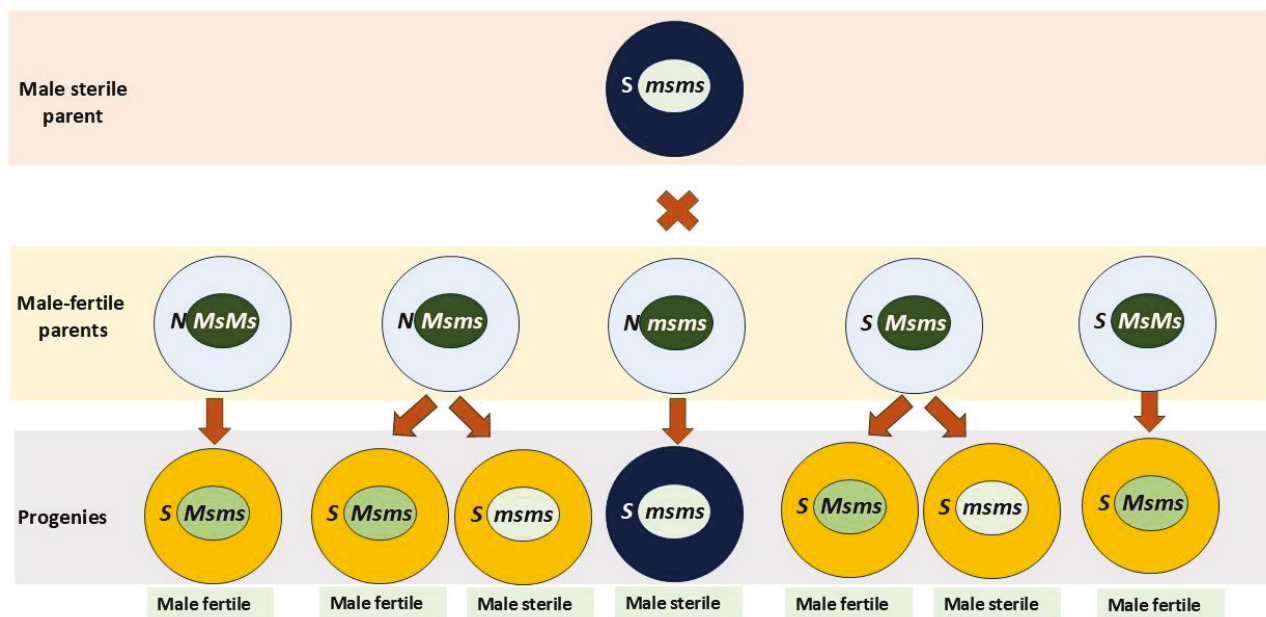 Male sterile
parent
S msms
Male-fertile
parents
N MsMs
N Msms
N msms
S Msms
S MsMs
Progenies
S Msms
S Msms
S msms
S msms
S Msms
S msms
S Msms
Male fertile
Male fertile
Male sterile
Male sterile
Male fertile
Male sterile
Male fertile